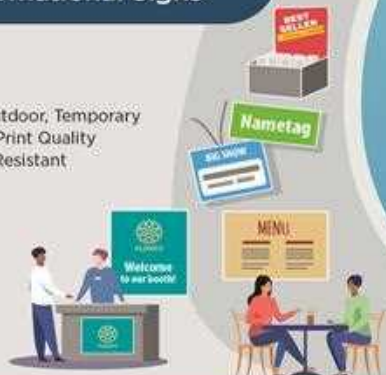 tdoor, Temporary
Print Quality
Resistant
BEST
SELLER
Nametag
BIG SHOW
MENU
Welcome
to our booth!